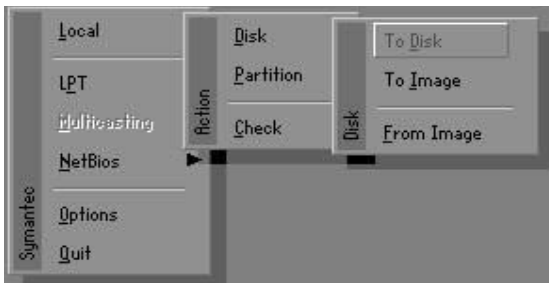 Local
LPT
Multicasting
NetBios
Options
Quit
Symantec
Disk
Partition
Check
Action
To Disk
To Image
From Image
Disk